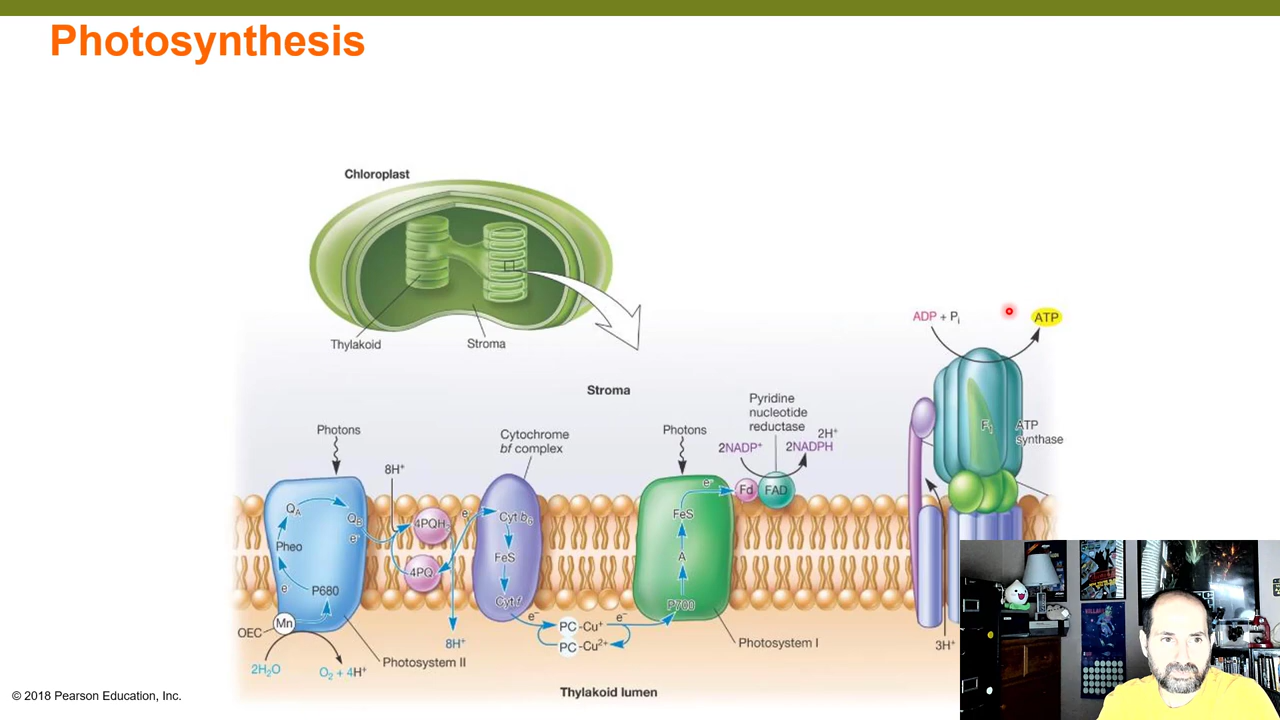 Photosynthesis
Chloroplast
Thylakoid
Stroma
ADP + Pi
ATP
Stroma
Photons
8H⁺
Cytochrome
bf complex
Photons
Pyridine
nucleotide
reductase
2NADP⁺
2H⁺
2NADPH
F₁
ATP
synthase
QA
QB
e⁻
4PQH₂
e⁻
Cyt b₆
FeS
e⁻
Fd
FAD
Pheo
4PQ
FeS
A
e⁻
P680
Cyt f
P700
OEC
Mn
e⁻
PC-Cu⁺
e⁻
PC-Cu²⁺
8H⁺
Photosystem I
3H⁺
2H₂O
O₂ + 4H⁺
Photosystem II
Thylakoid lumen
© 2018 Pearson Education, Inc.